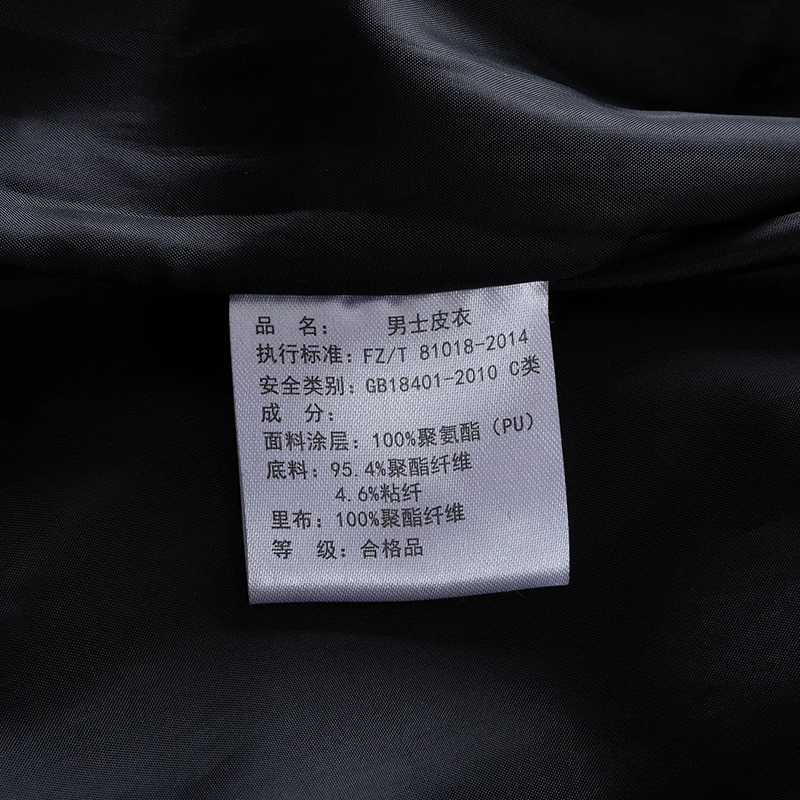 品 名： 男士皮衣
执行标准：FZ/T 81018-2014
安全类别：GB18401-2010 C类
成 分：
面料涂层：100%聚氨酯（PU）
底料：95.4%聚酯纤维
4.6%粘纤
里布：100%聚酯纤维
等 级：合格品